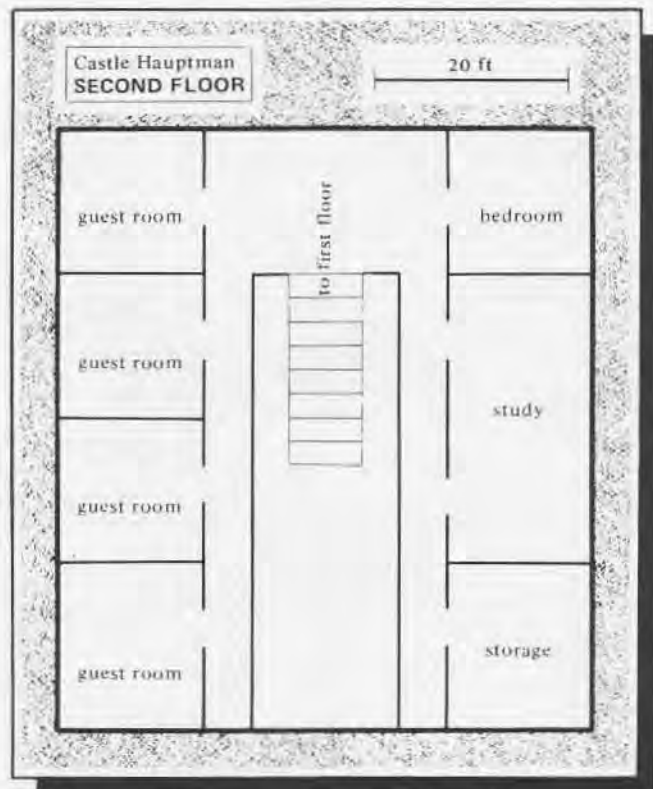 Castle Hauptman
SECOND FLOOR
20 ft
to first floor
guest room
bedroom
guest room
study
guest room
storage
guest room